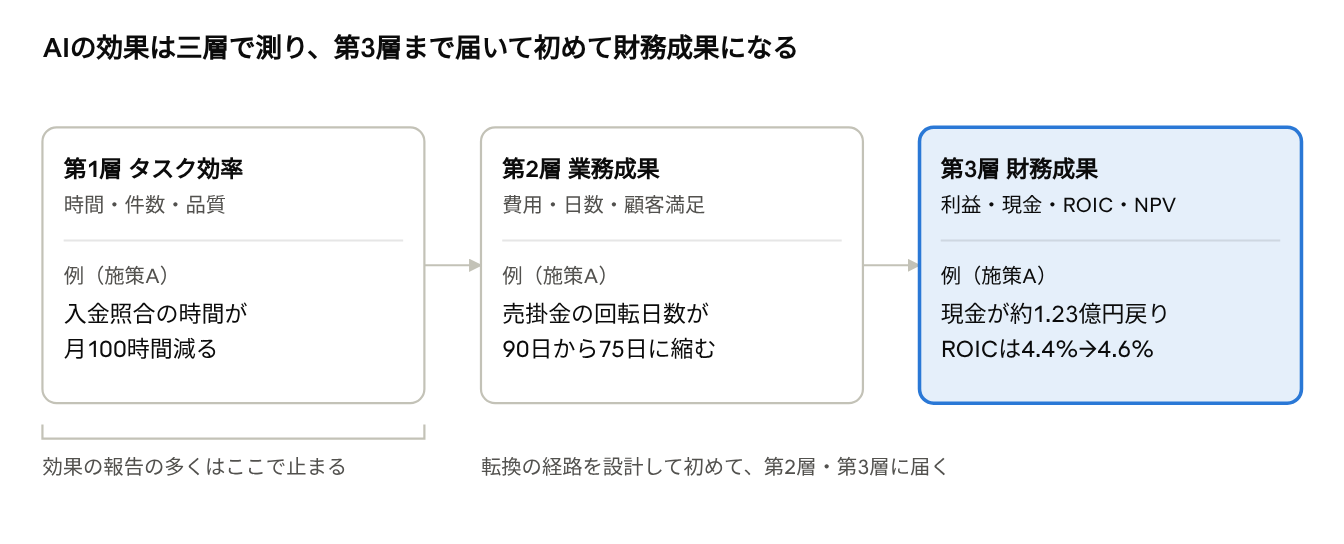 AIの効果は三層で測り、第3層まで届いて初めて財務成果になる
第1層 タスク効率
時間・件数・品質
例（施策A）
入金照合の時間が
月100時間減る
第2層 業務成果
費用・日数・顧客満足
例（施策A）
売掛金の回転日数が
90日から75日に縮む
第3層 財務成果
利益・現金・ROIC・NPV
例（施策A）
現金が約1.23億円戻り
ROICは4.4%→4.6%
効果の報告の多くはここで止まる
転換の経路を設計して初めて、第2層・第3層に届く